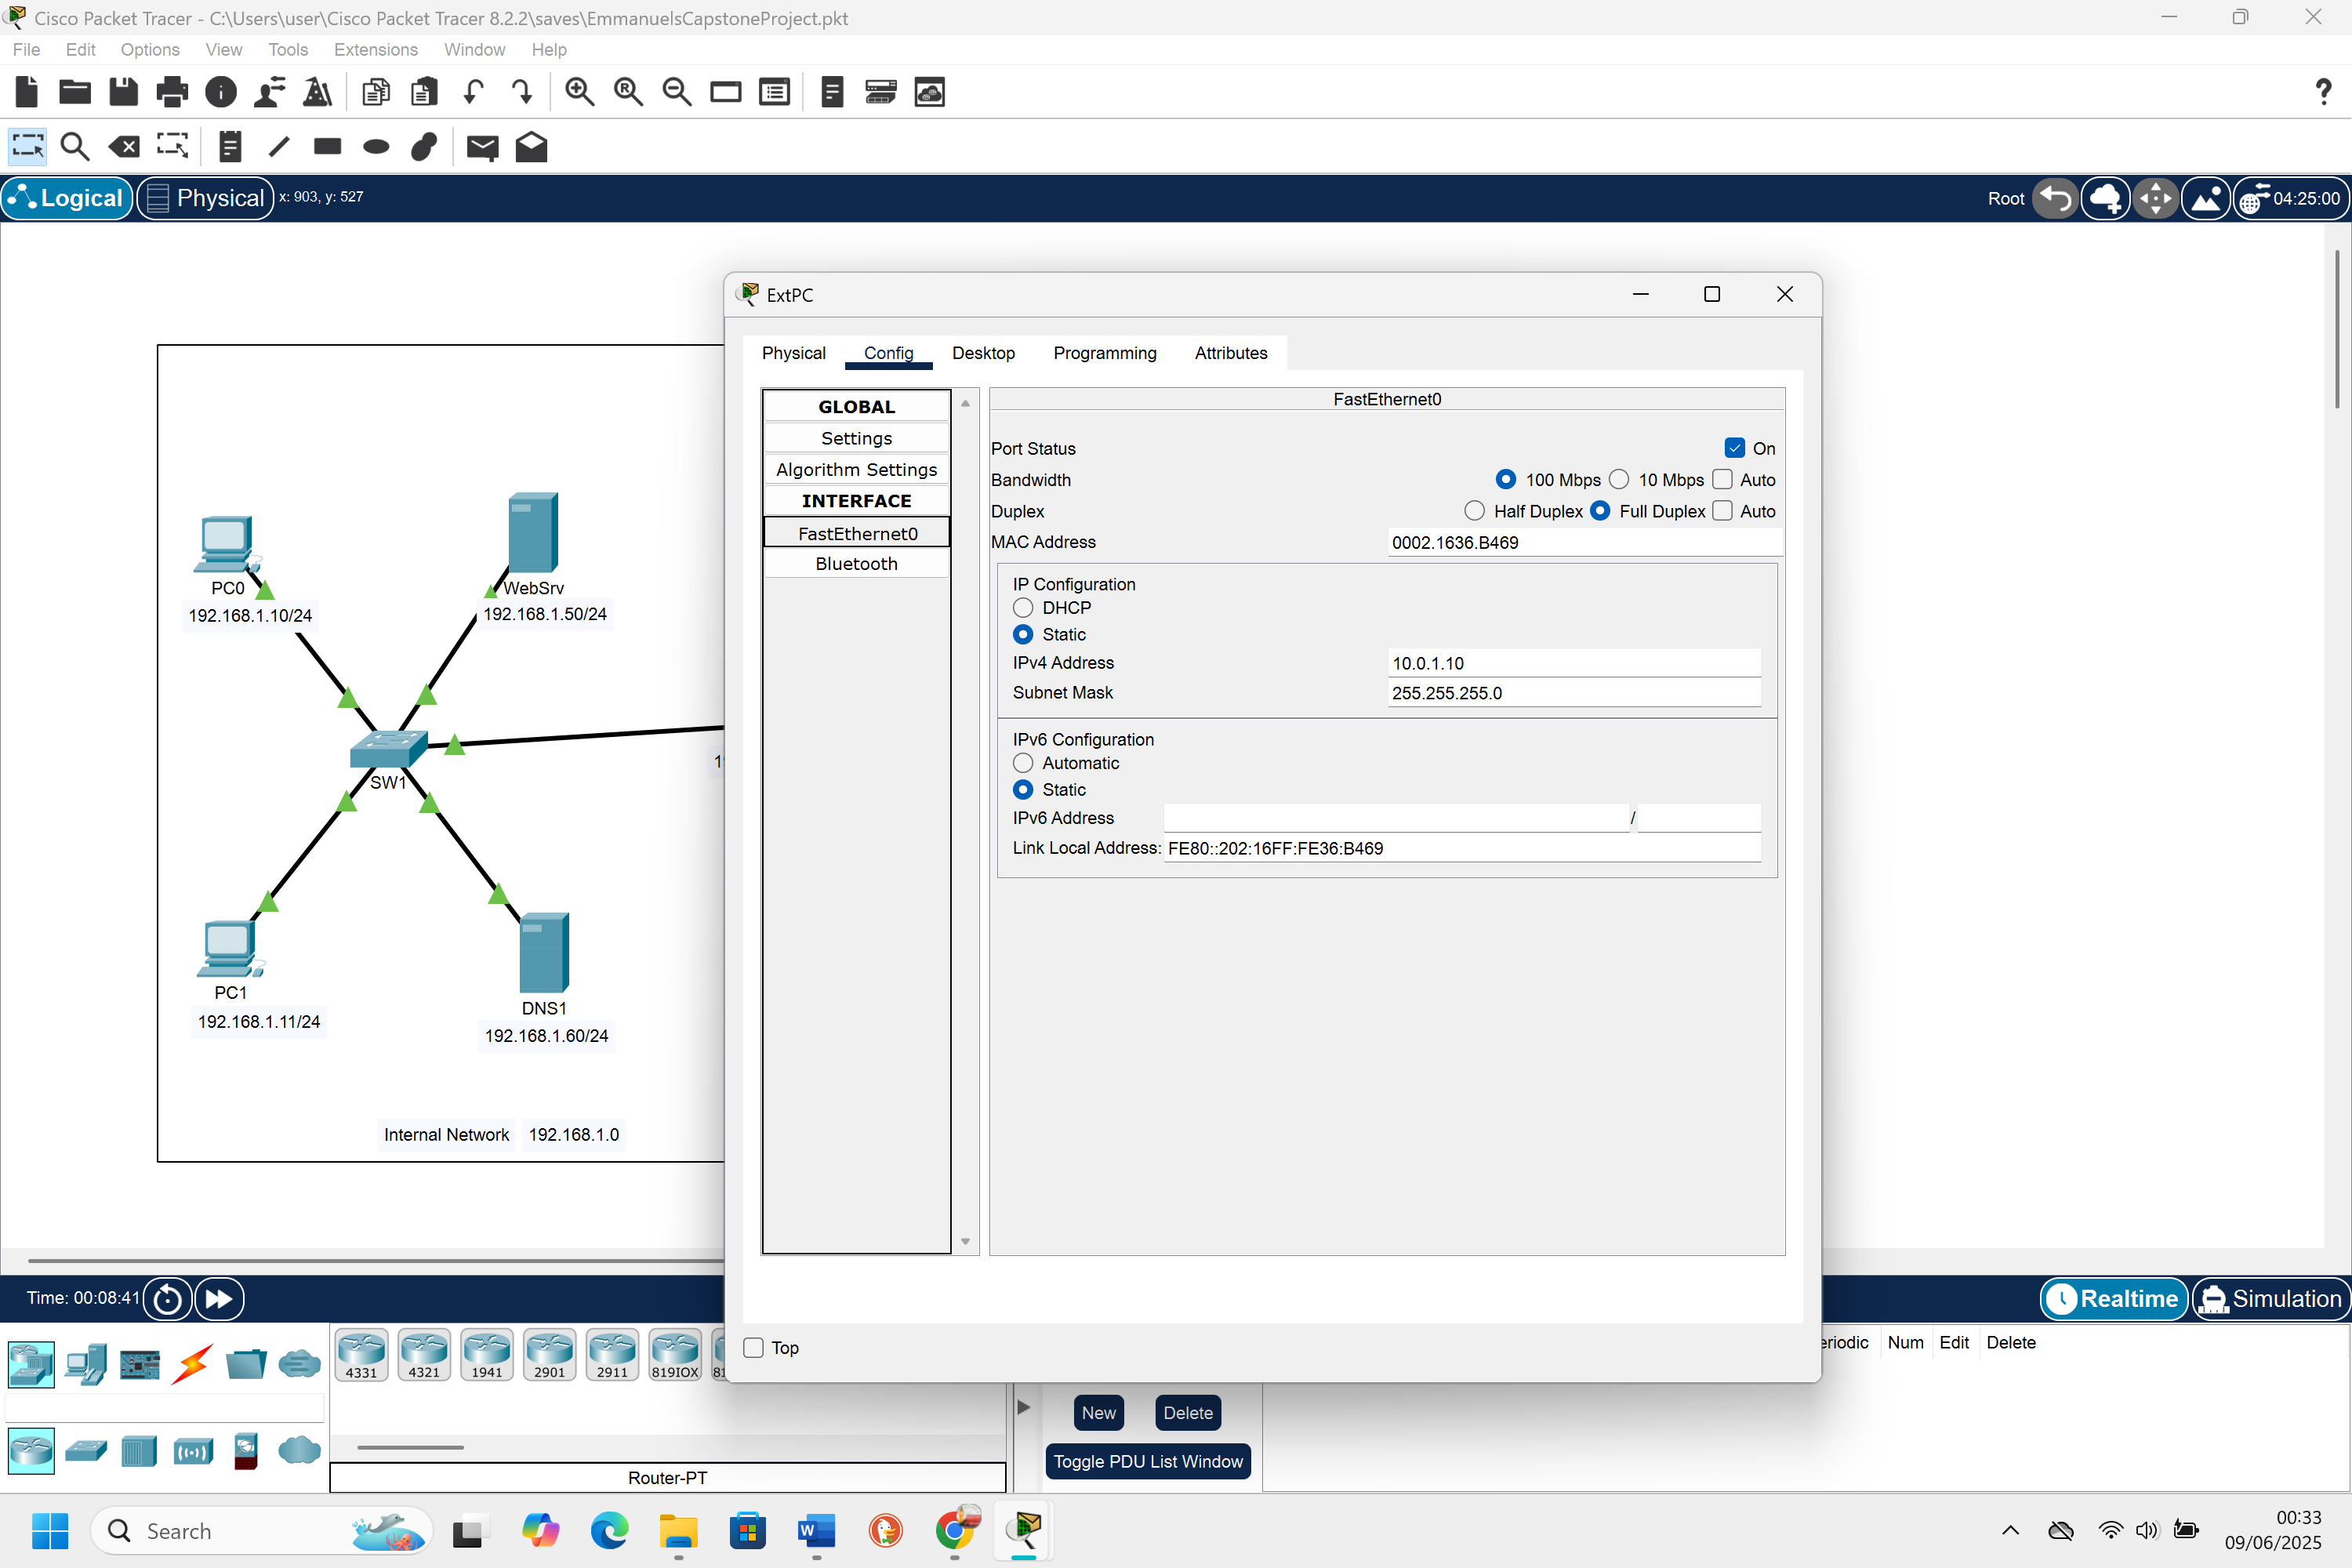 Cisco Packet Tracer - C:\Users\user\Cisco Packet Tracer 8.2.2\saves\EmmanuelsCapstoneProject.pkt
File Edit Options View Tools Extensions Window Help
Logical Physical x: 903, y: 527
Root 04:25:00
ExtPC
Physical Config Desktop Programming Attributes
GLOBAL
Settings
Algorithm Settings
INTERFACE
FastEthernet0
Bluetooth
FastEthernet0
Port Status On
Bandwidth 100 Mbps 10 Mbps Auto
Duplex Half Duplex Full Duplex Auto
MAC Address 0002.1636.B469
IP Configuration
DHCP
Static
IPv4 Address 10.0.1.10
Subnet Mask 255.255.255.0
IPv6 Configuration
Automatic
Static
IPv6 Address /
Link Local Address: FE80::202:16FF:FE36:B469
Top
PC0
192.168.1.10/24
WebSrv
192.168.1.50/24
SW1
PC1
192.168.1.11/24
DNS1
192.168.1.60/24
Internal Network 192.168.1.0
Time: 00:08:41
Realtime Simulation
4331 4321 1941 2901 2911 819IOX
Router-PT
New Delete
Toggle PDU List Window
eriodic Num Edit Delete
Search
00:33
09/06/2025